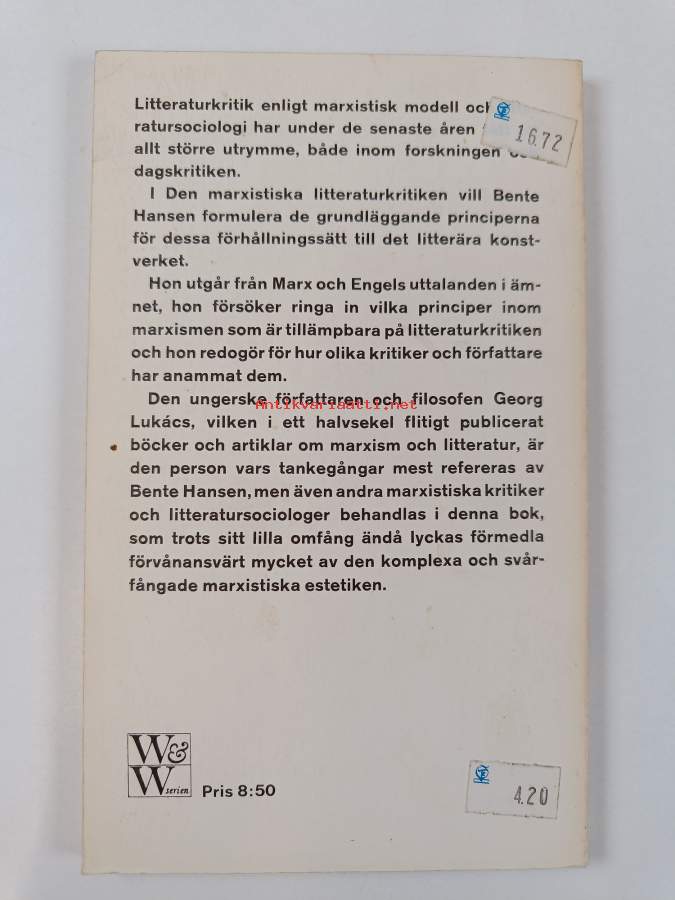 Litteraturkritik enligt marxistisk modell och
ratursociologi har under de senaste åren
allt större utrymme, både inom forskningen
dagskritiken.
I Den marxistiska litteraturkritiken vill Bente
Hansen formulera de grundläggande principerna
för dessa förhållningssätt till det litterära konst-
verket.
Hon utgår från Marx och Engels uttalanden i äm-
net, hon försöker ringa in vilka principer inom
marxismen som är tillämpbara på litteraturkritiken
och hon redogör för hur olika kritiker och författare
har anammat dem.
Den ungerske författaren och filosofen Georg
Antikvariaatti.net
Lukács, vilken i ett halvsekel flitigt publicerat
böcker och artiklar om marxism och litteratur, är
den person vars tankegångar mest refereras av
Bente Hansen, men även andra marxistiska kritiker
och litteratursociologer behandlas i denna bok,
som trots sitt lilla omfång ändå lyckas förmedla
förvånansvärt mycket av den komplexa och svår-
fångade marxistiska estetiken.
16.72
W&
W serien
Pris 8:50
4.20